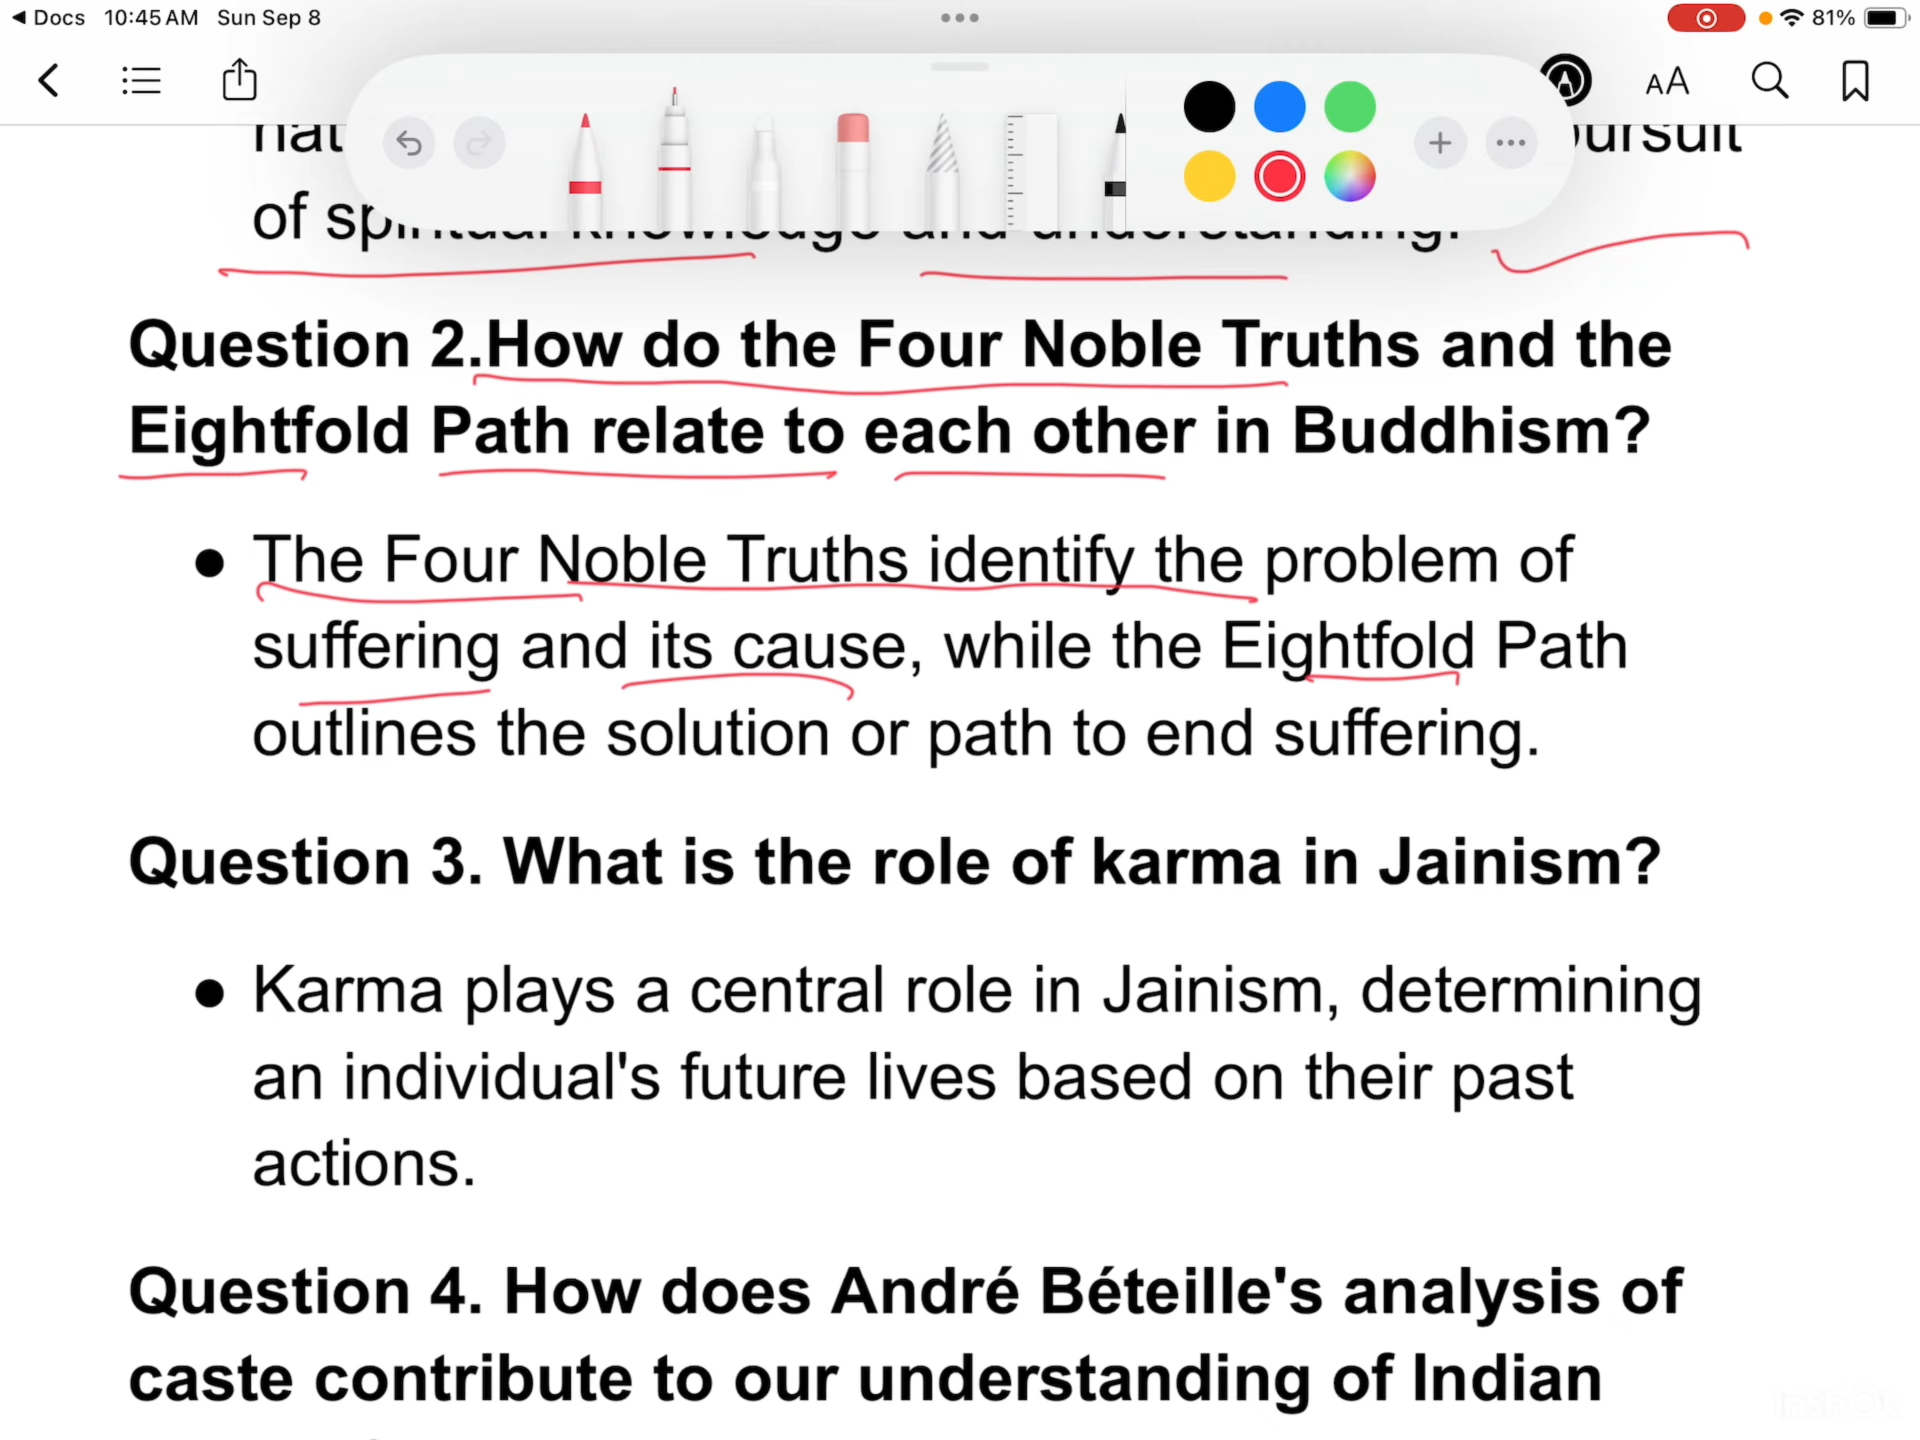 Docs 10:45 AM Sun Sep 8
81%
AA
of spiritual knowledge and understanding.
Question 2.How do the Four Noble Truths and the
Eightfold Path relate to each other in Buddhism?
● The Four Noble Truths identify the problem of
suffering and its cause, while the Eightfold Path
outlines the solution or path to end suffering.
Question 3. What is the role of karma in Jainism?
● Karma plays a central role in Jainism, determining
an individual's future lives based on their past
actions.
Question 4. How does André Béteille's analysis of
caste contribute to our understanding of Indian